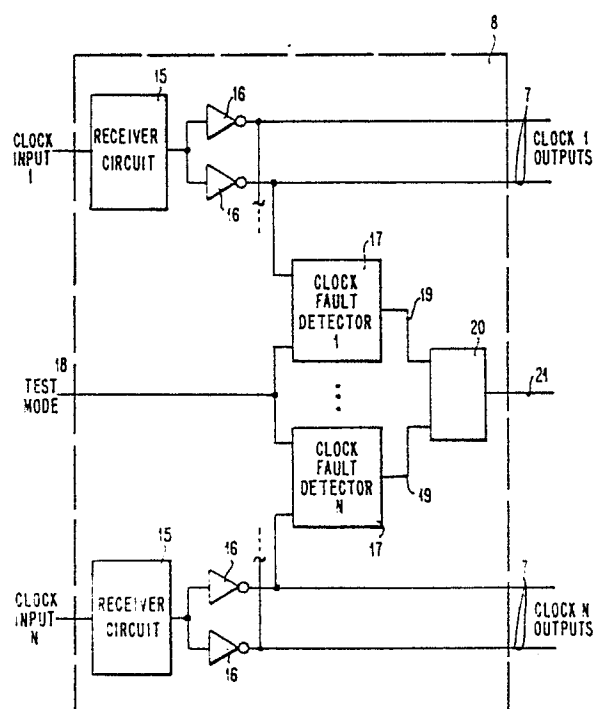 8
15
16
7
CLOCK
INPUT
1
RECEIVER
CIRCUIT
CLOCK 1
OUTPUTS
16
17
CLOCK
FAULT
DETECTOR
1
19
20
18
TEST
MODE
21
CLOCK
FAULT
DETECTOR
N
19
17
15
16
7
CLOCK
INPUT
N
RECEIVER
CIRCUIT
CLOCK N
OUTPUTS
16